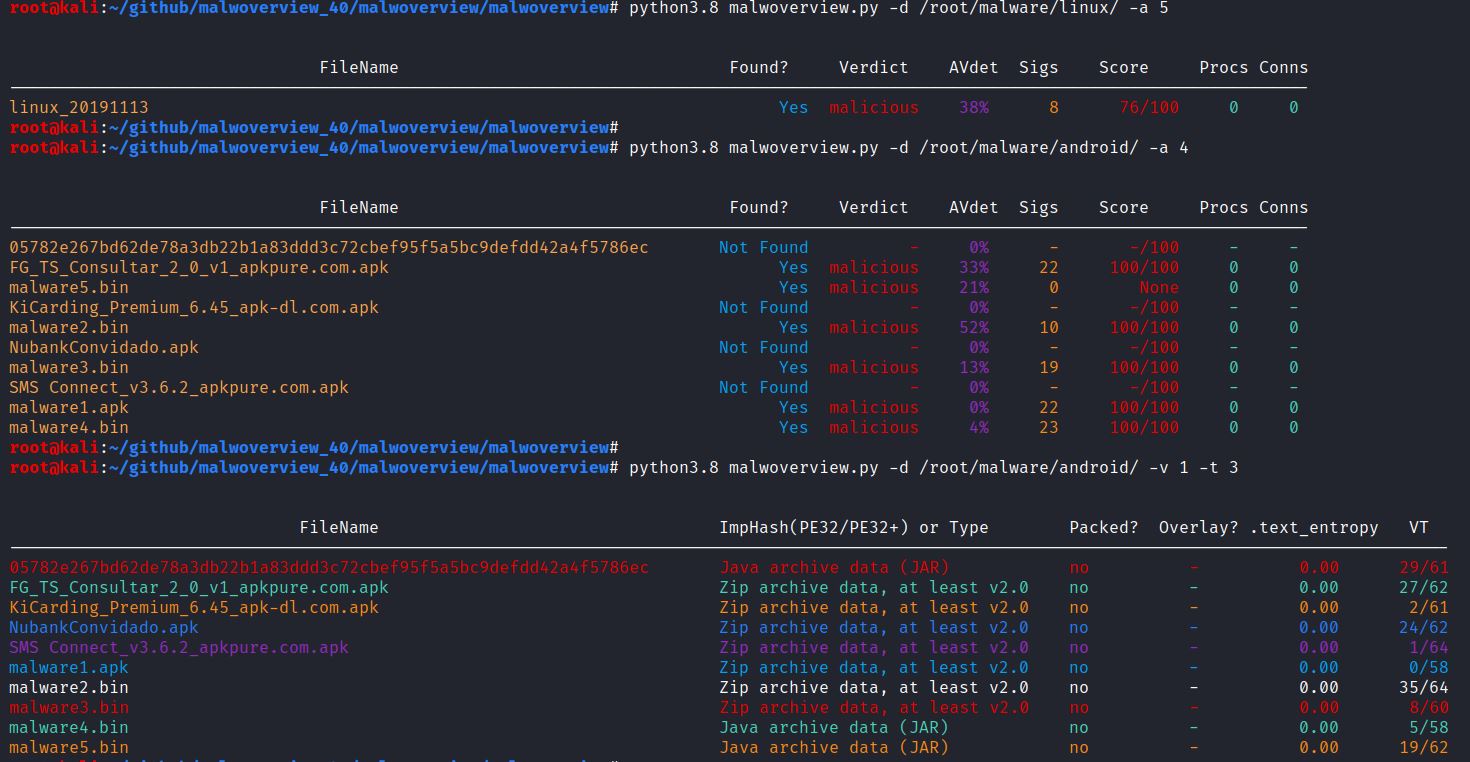 root@kali:~/github/malwoverview_40/malwoverview/malwoverview# python3.8 malwoverview.py -d /root/malware/linux/ -a 5
FileName Found? Verdict AVdet Sigs Score Procs Conns
linux_20191113 Yes malicious 38% 8 76/100 0 0
root@kali:~/github/malwoverview_40/malwoverview/malwoverview#
root@kali:~/github/malwoverview_40/malwoverview/malwoverview# python3.8 malwoverview.py -d /root/malware/android/ -a 4
FileName Found? Verdict AVdet Sigs Score Procs Conns
05782e267bd62de78a3db22b1a83ddd3c72cbef95f5a5bc9defdd42a4f5786ec Not Found - 0% - -/100 - -
FG_TS_Consultar_2_0_v1_apkpure.com.apk Yes malicious 33% 22 100/100 0 0
malware5.bin Yes malicious 21% 0 None 0 0
KiCarding_Premium_6.45_apk-dl.com.apk Not Found - 0% - -/100 - -
malware2.bin Yes malicious 52% 10 100/100 0 0
NubankConvidado.apk Not Found - 0% - -/100 - -
malware3.bin Yes malicious 13% 19 100/100 0 0
SMS Connect_v3.6.2_apkpure.com.apk Not Found - 0% - -/100 - -
malware1.apk Yes malicious 0% 22 100/100 0 0
malware4.bin Yes malicious 4% 23 100/100 0 0
root@kali:~/github/malwoverview_40/malwoverview/malwoverview#
root@kali:~/github/malwoverview_40/malwoverview/malwoverview# python3.8 malwoverview.py -d /root/malware/android/ -v 1 -t 3
FileName ImpHash(PE32/PE32+) or Type Packed? Overlay? .text_entropy VT
05782e267bd62de78a3db22b1a83ddd3c72cbef95f5a5bc9defdd42a4f5786ec Java archive data (JAR) no - 0.00 29/61
FG_TS_Consultar_2_0_v1_apkpure.com.apk Zip archive data, at least v2.0 no - 0.00 27/62
KiCarding_Premium_6.45_apk-dl.com.apk Zip archive data, at least v2.0 no - 0.00 2/61
NubankConvidado.apk Zip archive data, at least v2.0 no - 0.00 24/62
SMS Connect_v3.6.2_apkpure.com.apk Zip archive data, at least v2.0 no - 0.00 1/64
malware1.apk Zip archive data, at least v2.0 no - 0.00 0/58
malware2.bin Zip archive data, at least v2.0 no - 0.00 35/64
malware3.bin Zip archive data, at least v2.0 no - 0.00 8/60
malware4.bin Java archive data (JAR) no - 0.00 5/58
malware5.bin Java archive data (JAR) no - 0.00 19/62